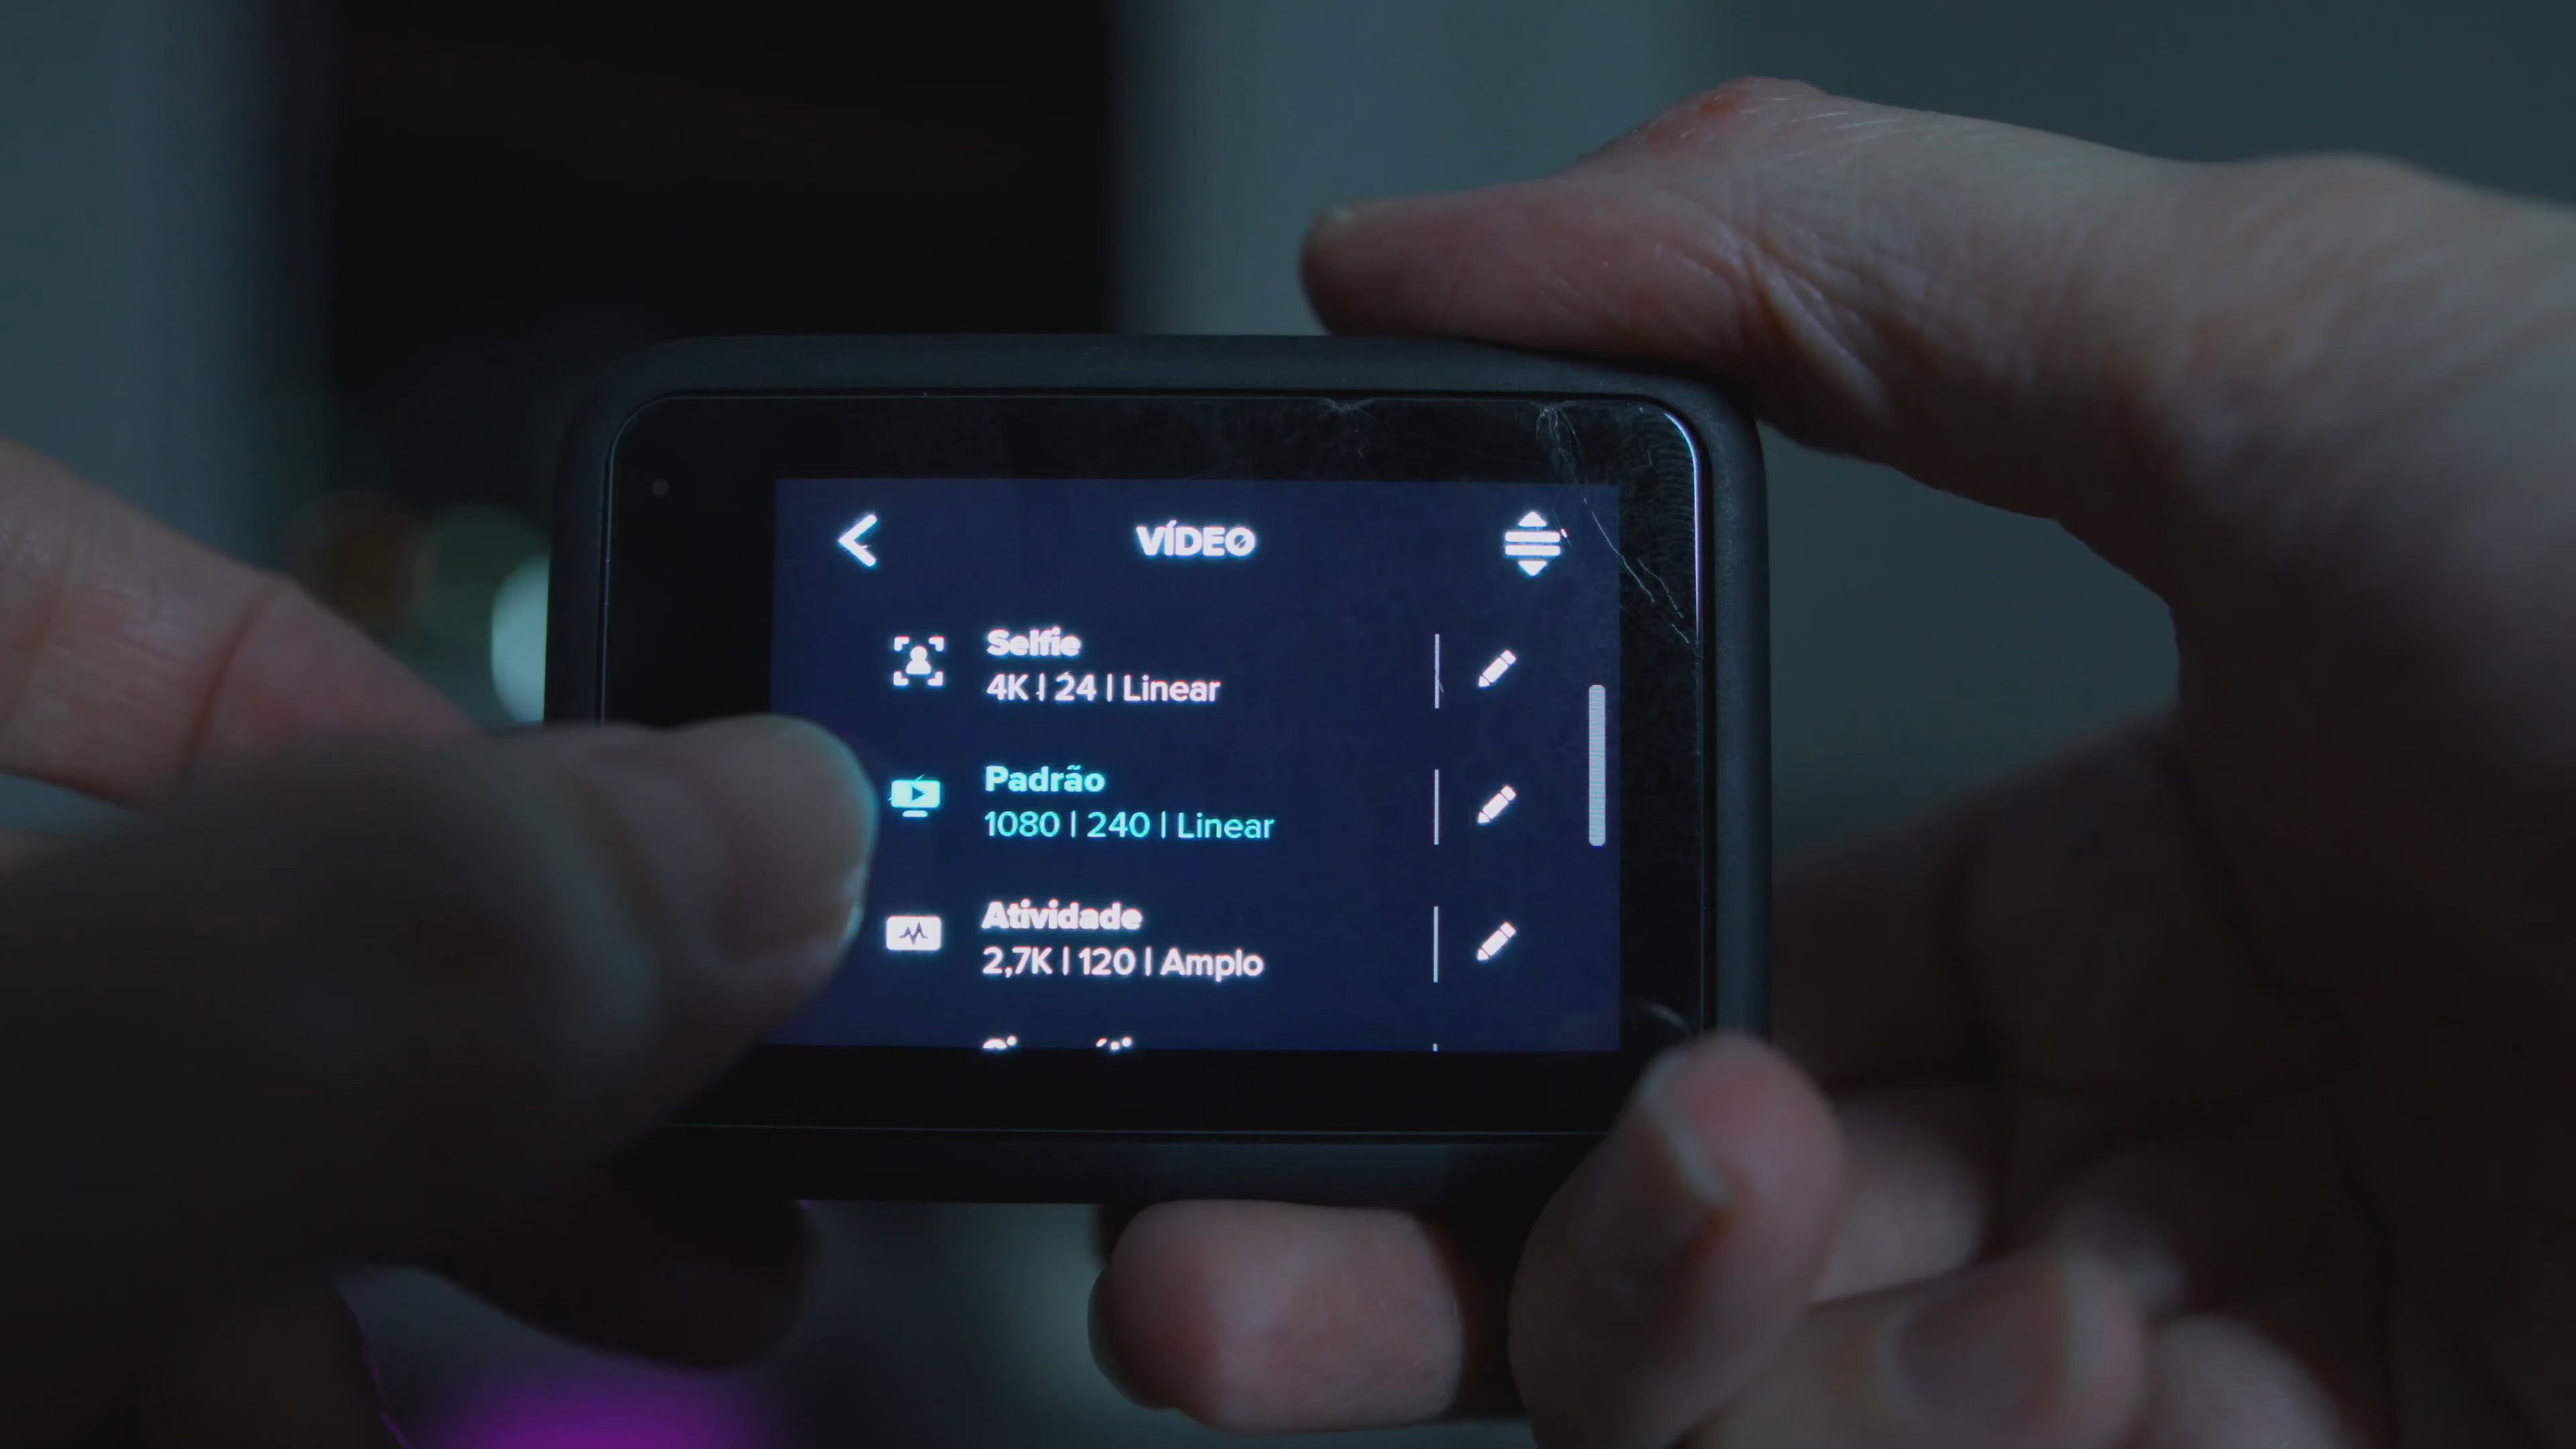 VÍDEO
Selfie
4K | 24 | Linear
Padrão
1080 | 240 | Linear
Atividade
2,7K | 120 | Amplo